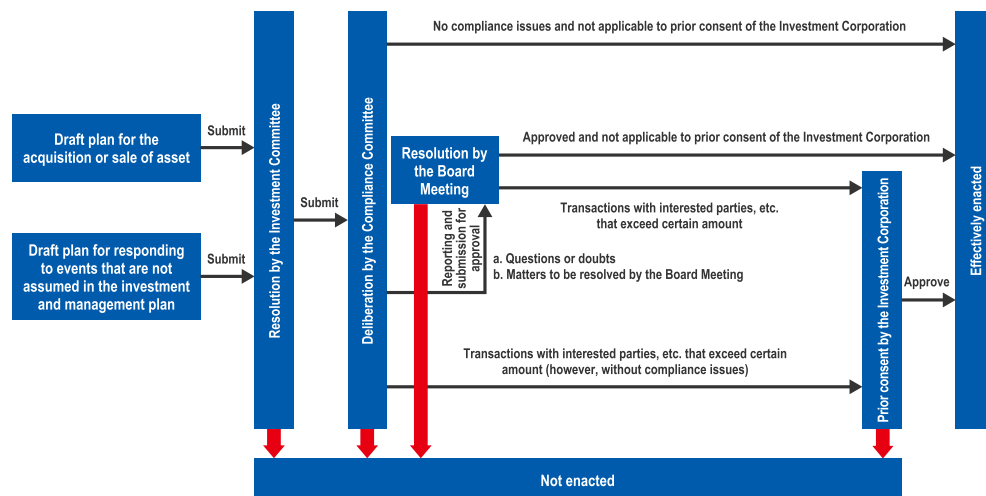 No compliance issues and not applicable to prior consent of the Investment Corporation
Draft plan for the
acquisition or sale of asset
Submit
Draft plan for responding
to events that are not
assumed in the investment
and management plan
Submit
Resolution by the Investment Committee
Submit
Deliberation by the Compliance Committee
Resolution by
the Board
Meeting
Approved and not applicable to prior consent of the Investment Corporation
Transactions with interested parties, etc.
that exceed certain amount
Reporting and
submission for
approval
a. Questions or doubts
b. Matters to be resolved by the Board Meeting
Transactions with interested parties, etc. that exceed certain
amount (however, without compliance issues)
Prior consent by the Investment Corporation
Approve
Effectively enacted
Not enacted